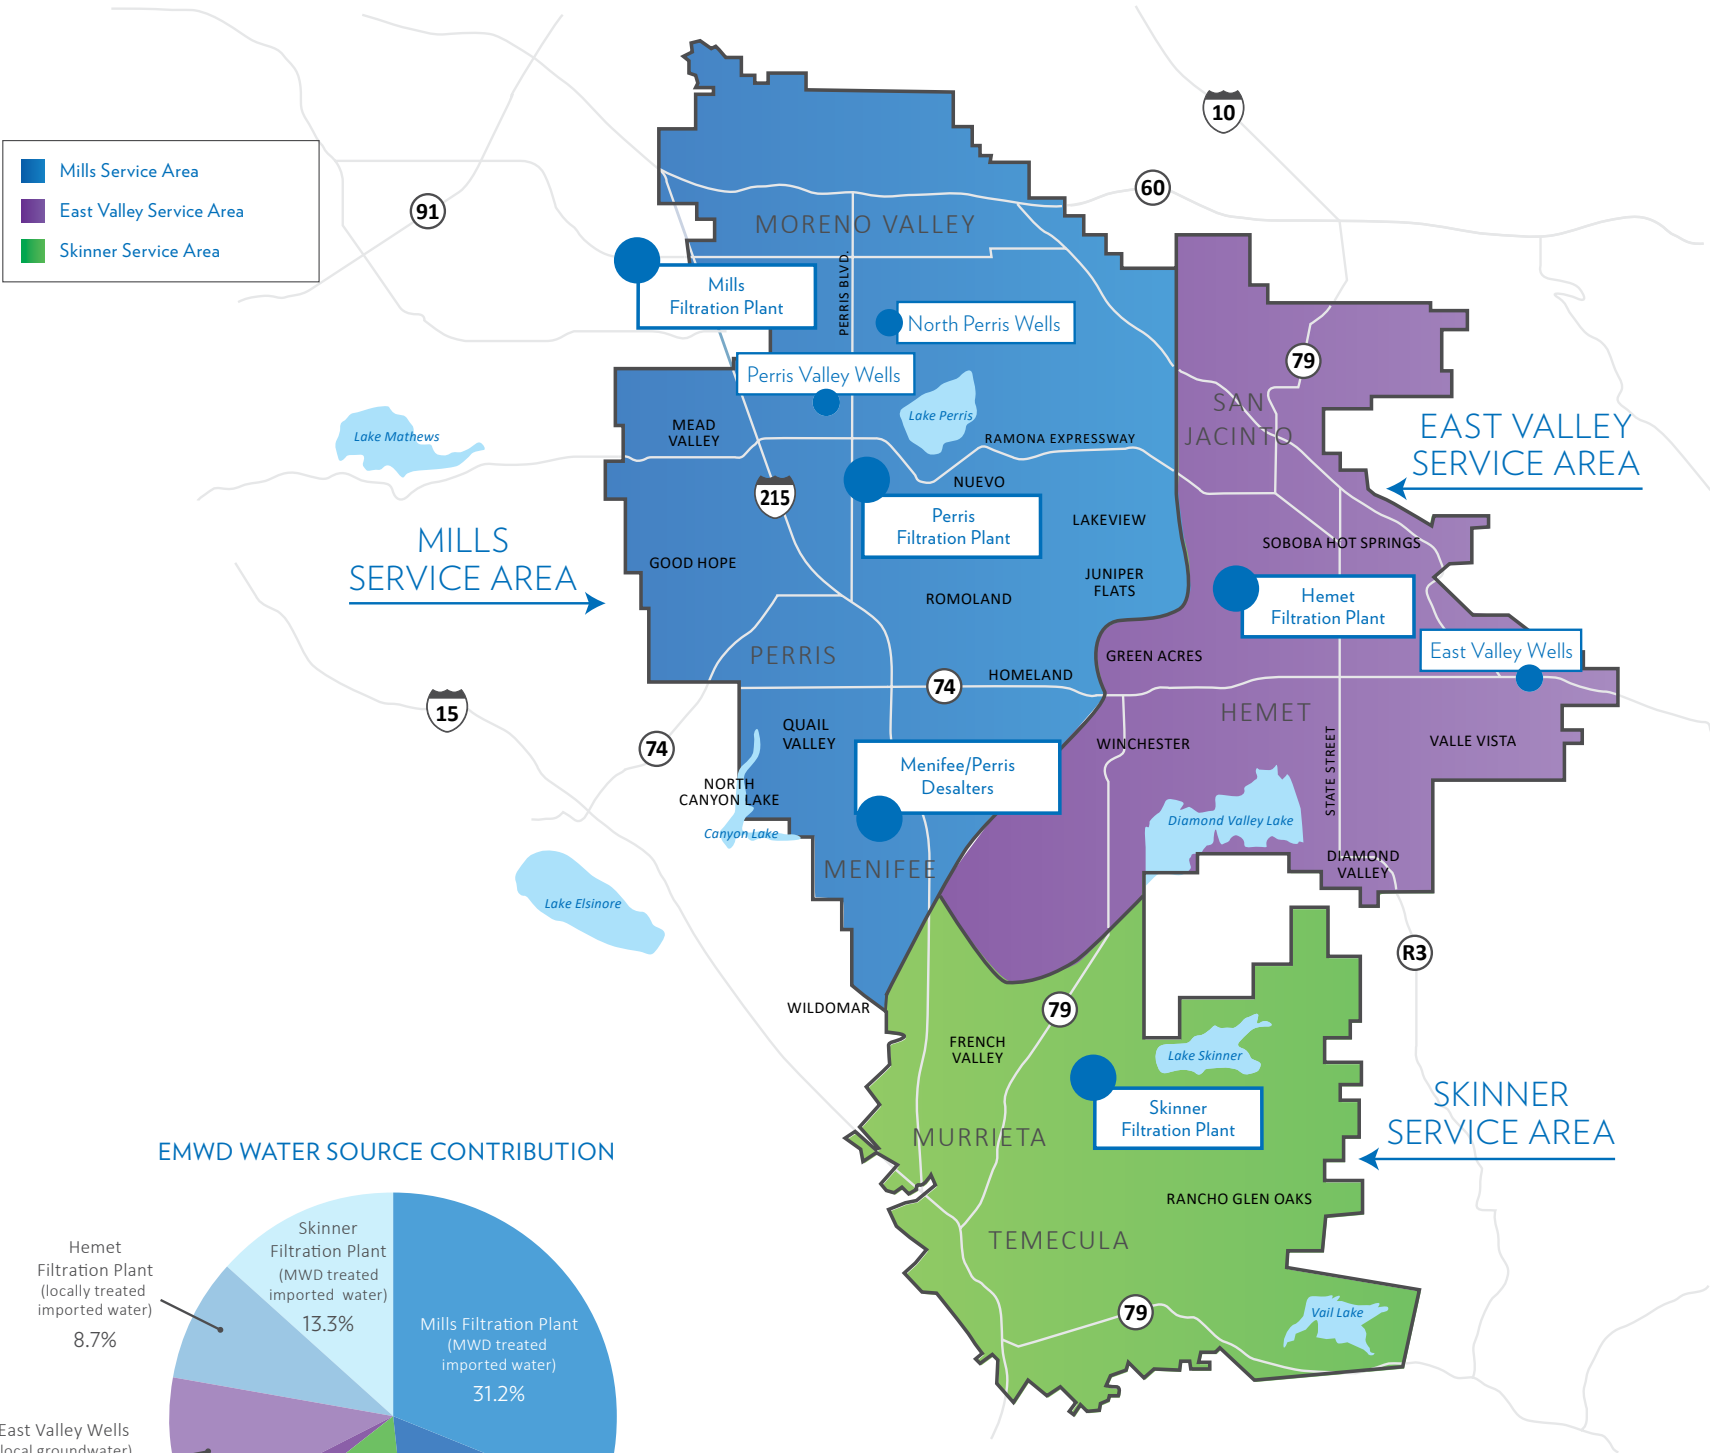 10
60
91
Mills Service Area
East Valley Service Area
Skinner Service Area
MORENO VALLEY
PERRIS BLVD.
Mills
Filtration Plant
North Perris Wells
Perris Valley Wells
Lake Perris
79
SAN
JACINTO
EAST VALLEY
SERVICE AREA
Lake Mathews
MEAD
VALLEY
RAMONA EXPRESSWAY
215
NUEVO
Perris
Filtration Plant
LAKEVIEW
MILLS
SERVICE AREA
GOOD HOPE
SOBOBA HOT SPRINGS
JUNIPER
FLATS
ROMOLAND
Hemet
Filtration Plant
East Valley Wells
PERRIS
GREEN ACRES
HOMELAND
74
15
74
HEMET
QUAIL
VALLEY
WINCHESTER
STATE STREET
VALLE VISTA
Menifee/Perris
Desalters
NORTH
CANYON LAKE
Canyon Lake
Diamond Valley Lake
MENIFEE
DIAMOND
VALLEY
Lake Elsinore
R3
WILDOMAR
79
FRENCH
VALLEY
Lake Skinner
Skinner
Filtration Plant
SKINNER
SERVICE AREA
MURRIETA
RANCHO GLEN OAKS
TEMECULA
79
Vail Lake
EMWD WATER SOURCE CONTRIBUTION
Skinner
Filtration Plant
(MWD treated
imported water)
13.3%
Hemet
Filtration Plant
(locally treated
imported water)
8.7%
Mills Filtration Plant
(MWD treated
imported water)
31.2%
East Valley Wells
local groundwater)